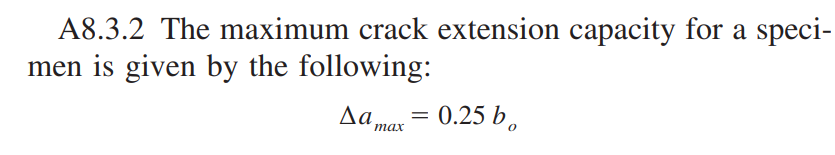 A8.3.2 The maximum crack extension capacity for a speci-
men is given by the following:
Δa_max = 0.25 b_o